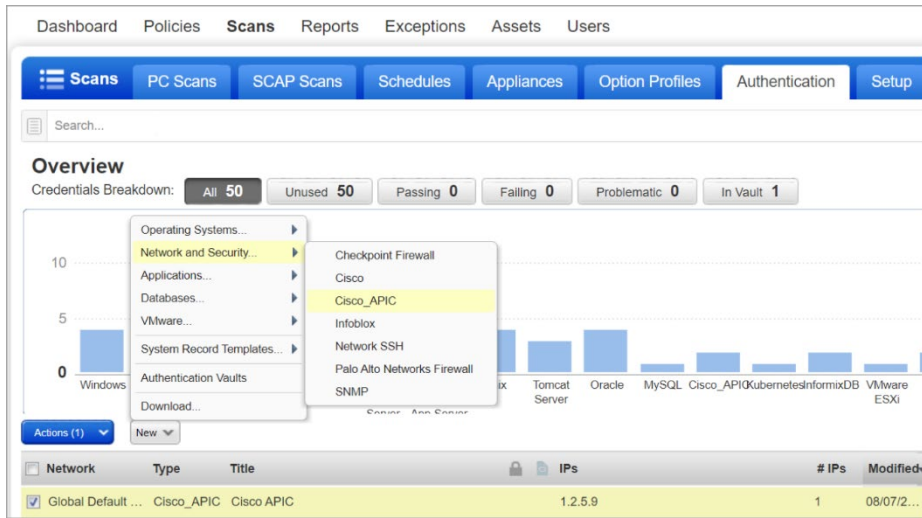 Dashboard Policies Scans Reports Exceptions Assets Users
Scans PC Scans SCAP Scans Schedules Appliances Option Profiles Authentication Setup
Search...
Overview
Credentials Breakdown: All 50 Unused 50 Passing 0 Failing 0 Problematic 0 In Vault 1
Operating Systems...
Network and Security... Checkpoint Firewall
10
Applications... Cisco
Databases... Cisco_APIC
5
VMware... Infoblox
System Record Templates... Network SSH
0
Authentication Vaults Palo Alto Networks Firewall
Download... SNMP
Windows Tomcat Server Oracle MySQL Cisco_APIC Kubernetes InformixDB VMware ESXi
Actions (1) New
Network Type Title IPs # IPs Modified
Global Default ... Cisco_APIC Cisco APIC 1.2.5.9 1 08/07/2...